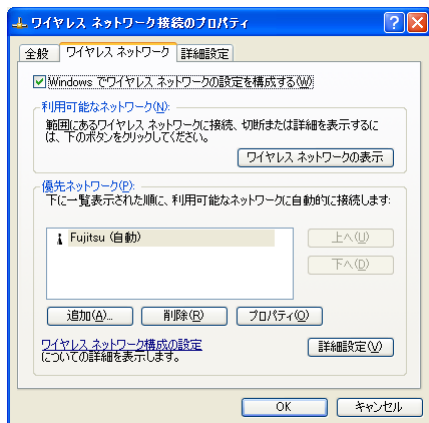 ワイヤレス ネットワーク接続のプロパティ
全般 ワイヤレス ネットワーク 詳細設定
Windows でワイヤレス ネットワークの設定を構成する(W)
利用可能なネットワーク(N):
範囲にあるワイヤレス ネットワークに接続、切断または詳細を表示するに
は、下のボタンをクリックしてください。
ワイヤレス ネットワークの表示
優先ネットワーク(P):
下に一覧表示された順に、利用可能なネットワークに自動的に接続します:
Fujitsu (自動)
上へ(U)
下へ(D)
追加(A)... 削除(R) プロパティ(O)
ワイヤレス ネットワーク構成の設定
についての詳細を表示します。
詳細設定(V)
OK キャンセル